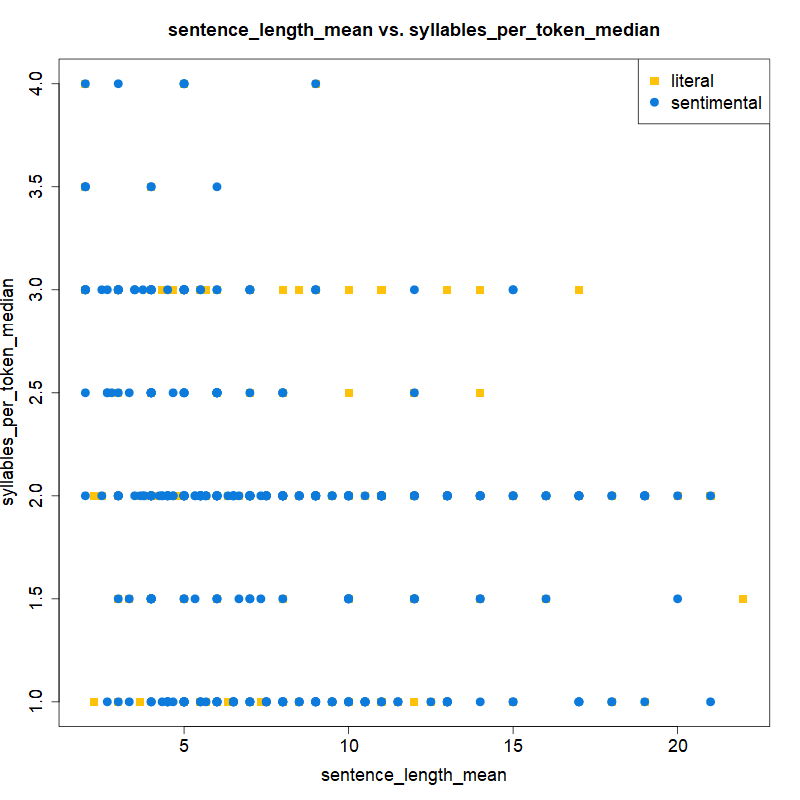 sentence_length_mean vs. syllables_per_token_median
literal
sentimental
4.0
3.5
3.0
2.5
2.0
1.5
1.0
syllables_per_token_median
5
10
15
20
sentence_length_mean